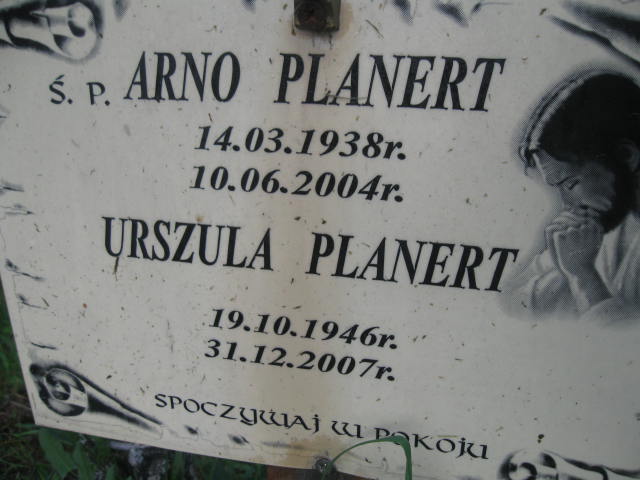 Ś. P. ARNO PLANERT
14.03.1938r.
10.06.2004r.
URSZULA PLANERT
19.10.1946r.
31.12.2007r.
SPOCZYWAJ W POKOJU